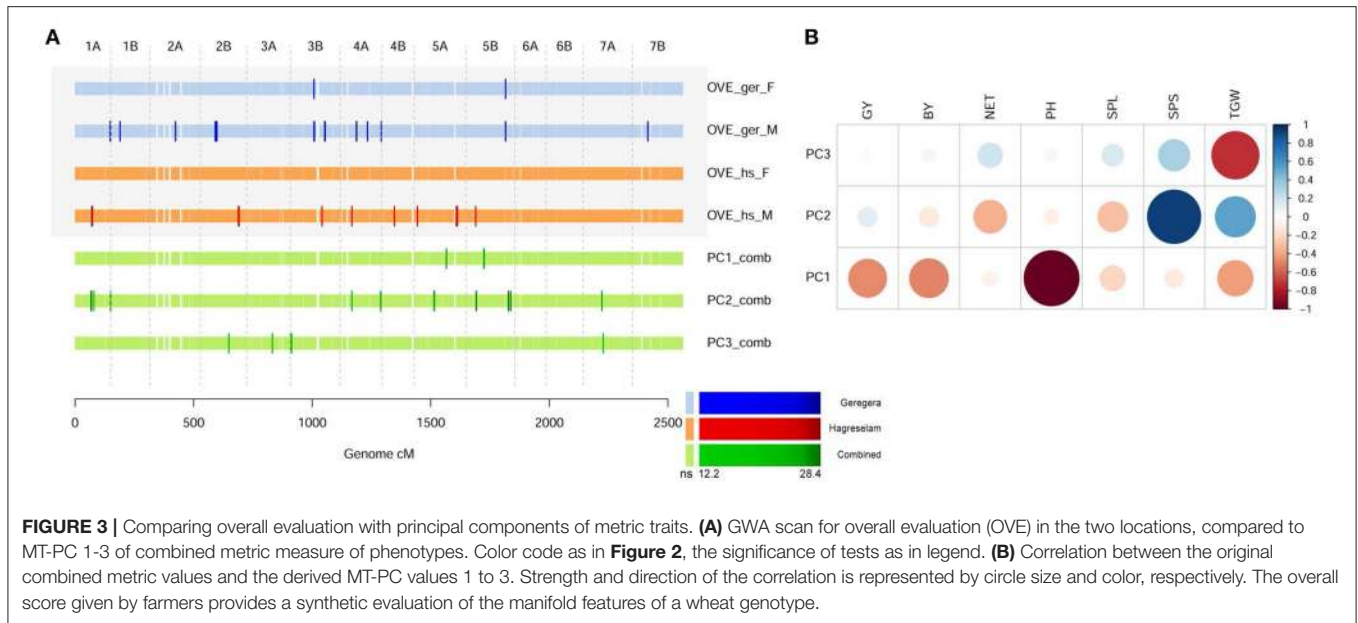 A
1A 1B 2A 2B 3A 3B 4A 4B 5A 5B 6A 6B 7A 7B
OVE_ger_F
OVE_ger_M
OVE_hs_F
OVE_hs_M
PC1_comb
PC2_comb
PC3_comb
0 500 1000 1500 2000 2500
Genome cM
Geregera
Hagreselam
Combined
ns 12.2 28.4
B
GY BY NET PH SPL SPS TGW
PC3
PC2
PC1
1
0.8
0.6
0.4
0.2
0
−0.2
−0.4
−0.6
−0.8
−1
FIGURE 3 | Comparing overall evaluation with principal components of metric traits. (A) GWA scan for overall evaluation (OVE) in the two locations, compared to
MT-PC 1-3 of combined metric measure of phenotypes. Color code as in Figure 2, the significance of tests as in legend. (B) Correlation between the original
combined metric values and the derived MT-PC values 1 to 3. Strength and direction of the correlation is represented by circle size and color, respectively. The overall
score given by farmers provides a synthetic evaluation of the manifold features of a wheat genotype.